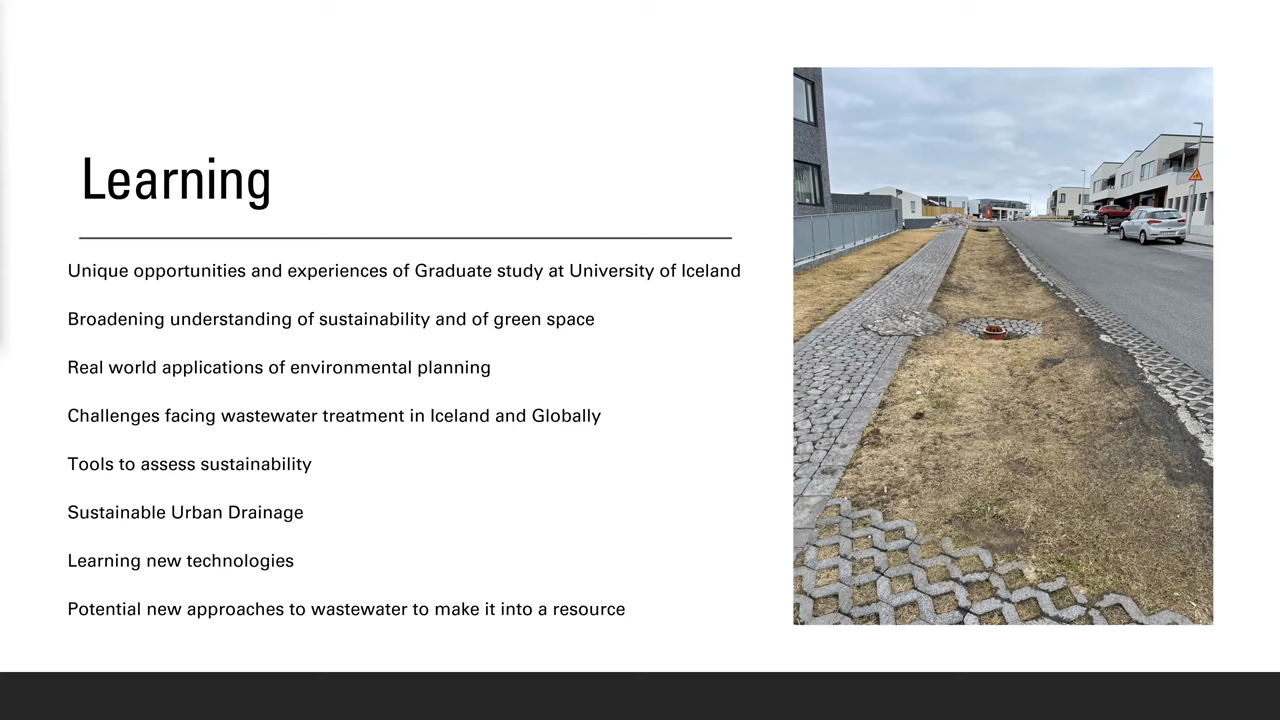 Learning
Unique opportunities and experiences of Graduate study at University of Iceland
Broadening understanding of sustainability and of green space
Real world applications of environmental planning
Challenges facing wastewater treatment in Iceland and Globally
Tools to assess sustainability
Sustainable Urban Drainage
Learning new technologies
Potential new approaches to wastewater to make it into a resource